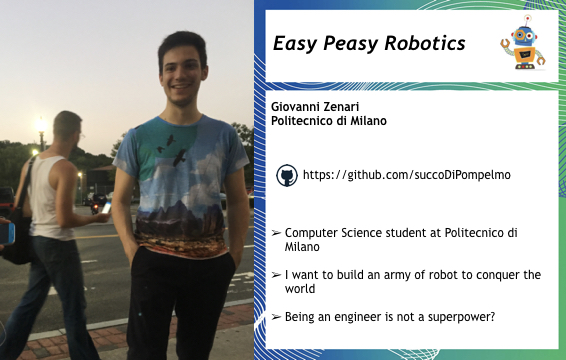 Easy Peasy Robotics
Giovanni Zenari
Politecnico di Milano
https://github.com/succoDiPompelmo
➢ Computer Science student at Politecnico di
Milano
➢ I want to build an army of robot to conquer the
world
➢ Being an engineer is not a superpower?